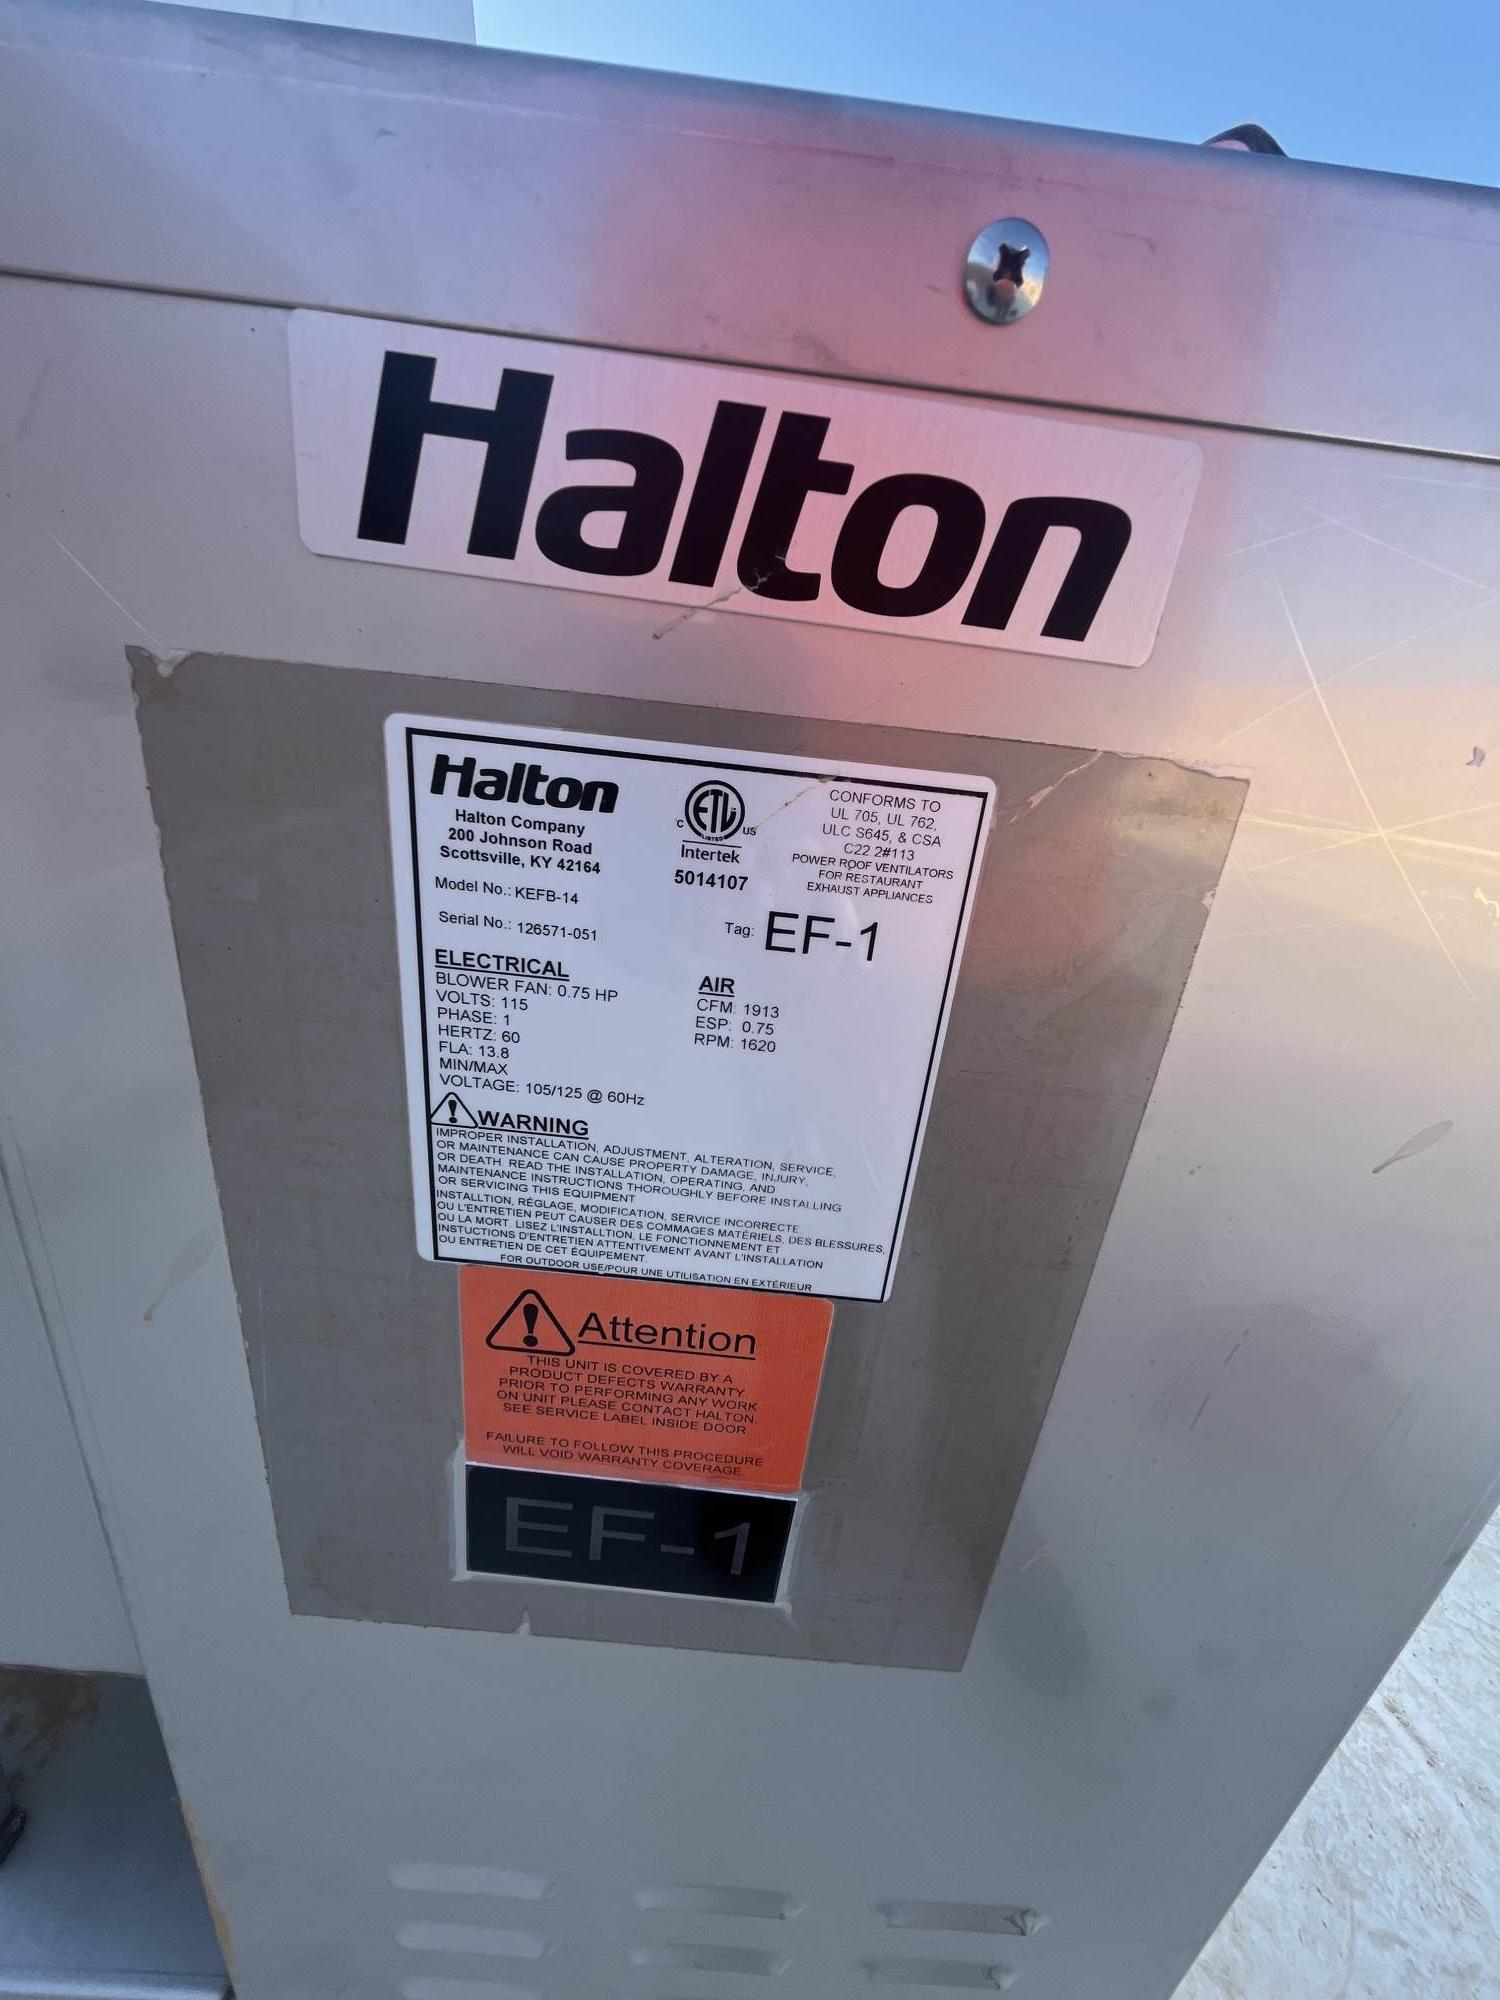 Halton
Halton
Halton Company
200 Johnson Road
Scottsville, KY 42164
Model No.: KEFB-14
Serial No.: 126571-051
C ETL US
LISTED
Intertek
5014107
CONFORMS TO
UL 705, UL 762,
ULC S645, & CSA
C22 2#113
POWER ROOF VENTILATORS
FOR RESTAURANT
EXHAUST APPLIANCES
Tag: EF-1
ELECTRICAL
BLOWER FAN: 0.75 HP
VOLTS: 115
PHASE: 1
HERTZ: 60
FLA: 13.8
MIN/MAX
VOLTAGE: 105/125 @ 60Hz
AIR
CFM: 1913
ESP: 0.75
RPM: 1620
WARNING
IMPROPER INSTALLATION, ADJUSTMENT, ALTERATION, SERVICE,
OR MAINTENANCE CAN CAUSE PROPERTY DAMAGE, INJURY,
OR DEATH. READ THE INSTALLATION, OPERATING, AND
MAINTENANCE INSTRUCTIONS THOROUGHLY BEFORE INSTALLING
OR SERVICING THIS EQUIPMENT
INSTALLTION, RÉGLAGE, MODIFICATION, SERVICE INCORRECTE
OU L'ENTRETIEN PEUT CAUSER DES COMMAGES MATÉRIELS, DES BLESSURES,
OU LA MORT. LISEZ L'INSTALLTION, LE FONCTIONNEMENT ET
INSTUCTIONS D'ENTRETIEN ATTENTIVEMENT AVANT L'INSTALLATION
OU ENTRETIEN DE CET ÉQUIPEMENT.
FOR OUTDOOR USE/POUR UNE UTILISATION EN EXTÉRIEUR
Attention
THIS UNIT IS COVERED BY A
PRODUCT DEFECTS WARRANTY.
PRIOR TO PERFORMING ANY WORK
ON UNIT PLEASE CONTACT HALTON.
SEE SERVICE LABEL INSIDE DOOR
FAILURE TO FOLLOW THIS PROCEDURE
WILL VOID WARRANTY COVERAGE.
EF-1